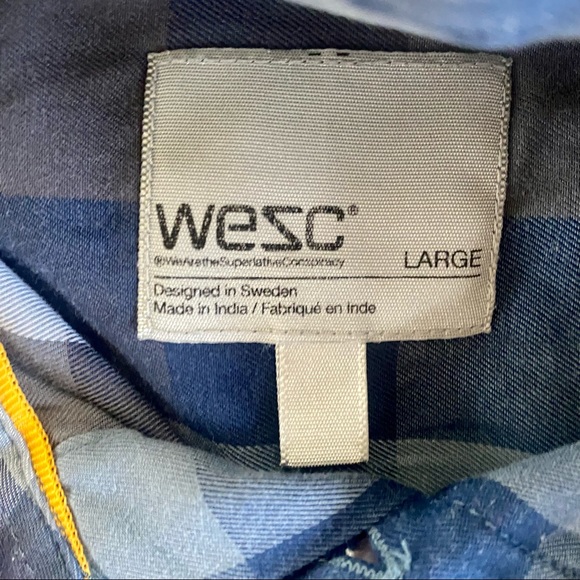 wesc®
@WeAretheSuperlativeConspiracy
LARGE
Designed in Sweden
Made in India / Fabriqué en Inde